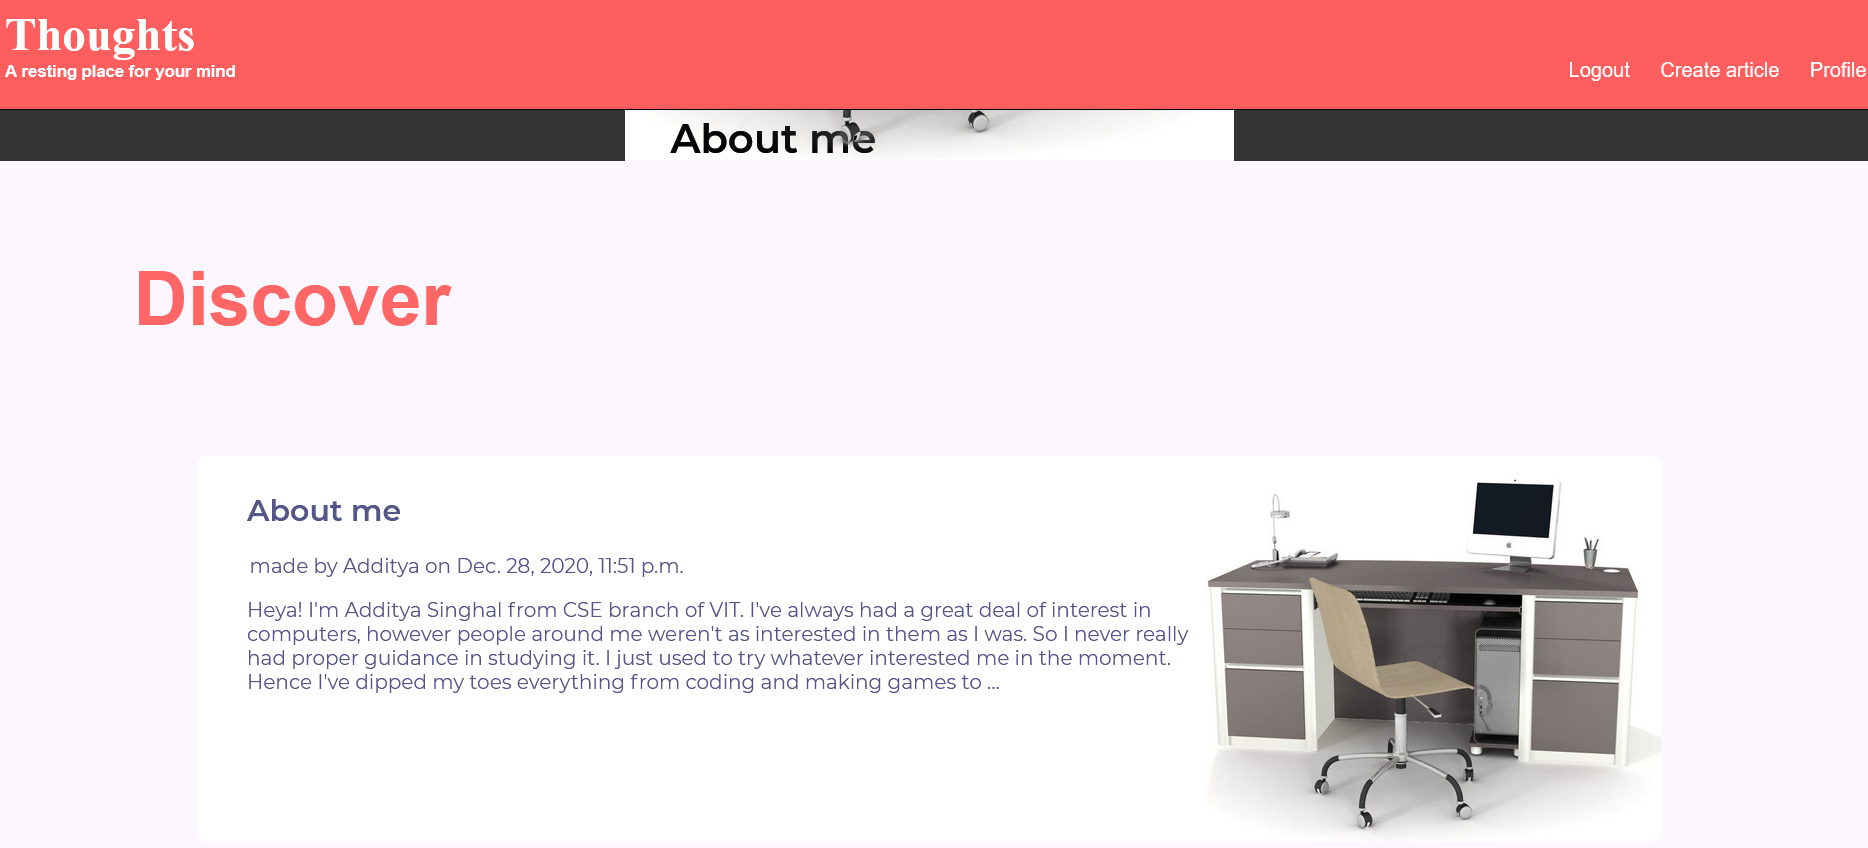 Thoughts
A resting place for your mind
Logout Create article Profile
About me
Discover
About me
made by Additya on Dec. 28, 2020, 11:51 p.m.
Heya! I'm Additya Singhal from CSE branch of VIT. I've always had a great deal of interest in
computers, however people around me weren't as interested in them as I was. So I never really
had proper guidance in studying it. I just used to try whatever interested me in the moment.
Hence I've dipped my toes everything from coding and making games to ...